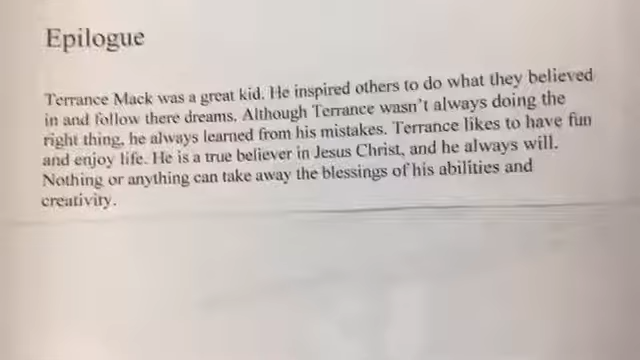 Epilogue
Terrance Mack was a great kid. He inspired others to do what they believed
in and follow there dreams. Although Terrance wasn't always doing the
right thing, he always learned from his mistakes. Terrance likes to have fun
and enjoy life. He is a true believer in Jesus Christ, and he always will.
Nothing or anything can take away the blessings of his abilities and
creativity.